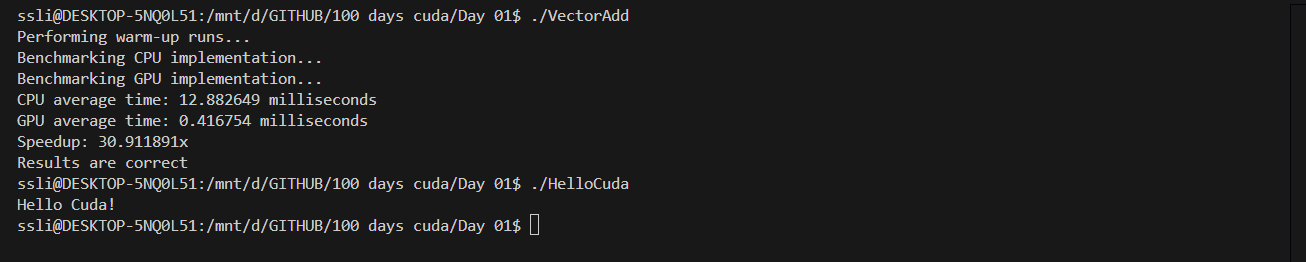 ssli@DESKTOP-5NQ0L51:/mnt/d/GITHUB/100 days cuda/Day 01$ ./VectorAdd
Performing warm-up runs...
Benchmarking CPU implementation...
Benchmarking GPU implementation...
CPU average time: 12.882649 milliseconds
GPU average time: 0.416754 milliseconds
Speedup: 30.911891x
Results are correct
ssli@DESKTOP-5NQ0L51:/mnt/d/GITHUB/100 days cuda/Day 01$ ./HelloCuda
Hello Cuda!
ssli@DESKTOP-5NQ0L51:/mnt/d/GITHUB/100 days cuda/Day 01$